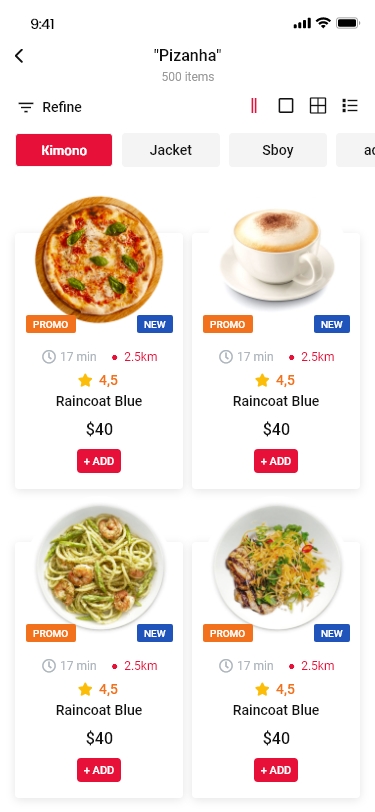 9:41
"Pizanha"
500 items
Refine
Kimono Jacket Sboy
PROMO NEW PROMO NEW
17 min 2.5km 17 min 2.5km
4,5 4,5
Raincoat Blue Raincoat Blue
$40 $40
+ ADD + ADD
PROMO NEW PROMO NEW
17 min 2.5km 17 min 2.5km
4,5 4,5
Raincoat Blue Raincoat Blue
$40 $40
+ ADD + ADD